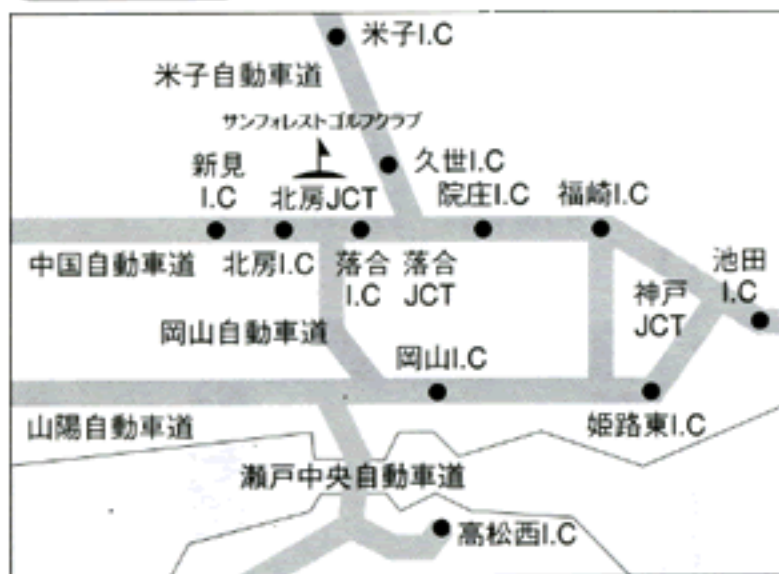 米子I.C
米子自動車道
サンフォレストゴルフクラブ
久世I.C
新見
I.C
北房JCT
院庄I.C
福崎I.C
中国自動車道
北房I.C
落合
I.C
落合
JCT
池田
I.C
神戸
JCT
岡山自動車道
岡山I.C
山陽自動車道
姫路東I.C
瀬戸中央自動車道
高松西I.C